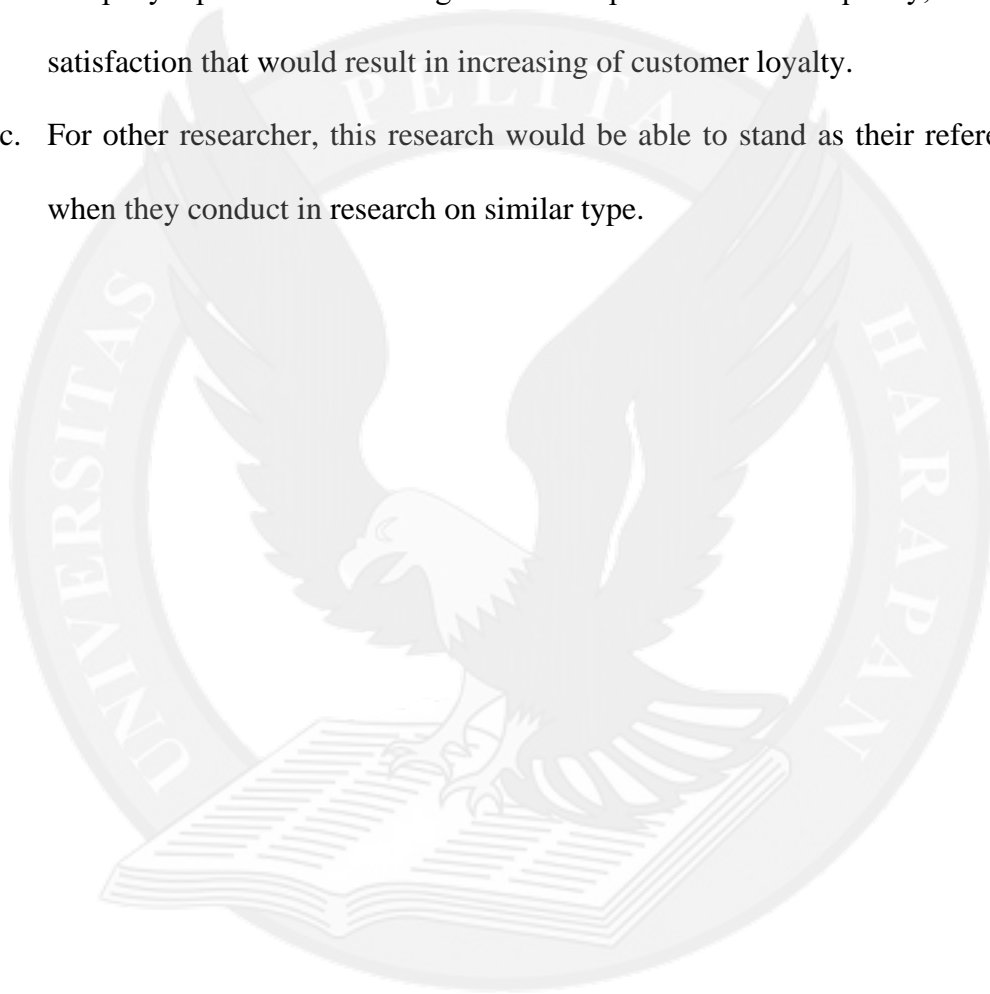 quality,
satisfaction that would result in increasing of customer loyalty.
c. For other researcher, this research would be able to stand as their refere
when they conduct in research on similar type.
UNIVERSITAS PELITA HARAPAN